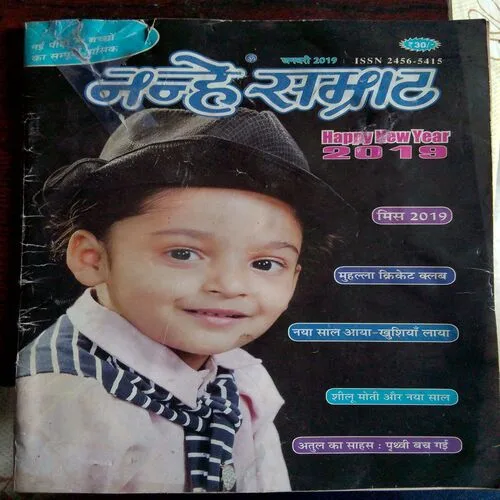 नई पीढ़ी के बच्चों
का सम्पूर्ण मासिक
₹ 30/-
जनवरी 2019 ISSN 2456-5415
नन्हे सम्राट
Happy New Year
2019
मिस 2019
मुहल्ला क्रिकेट क्लब
नया साल आया-खुशियाँ लाया
शीलू मोती और नया साल
अतुल का साहस : पृथ्वी बच गई